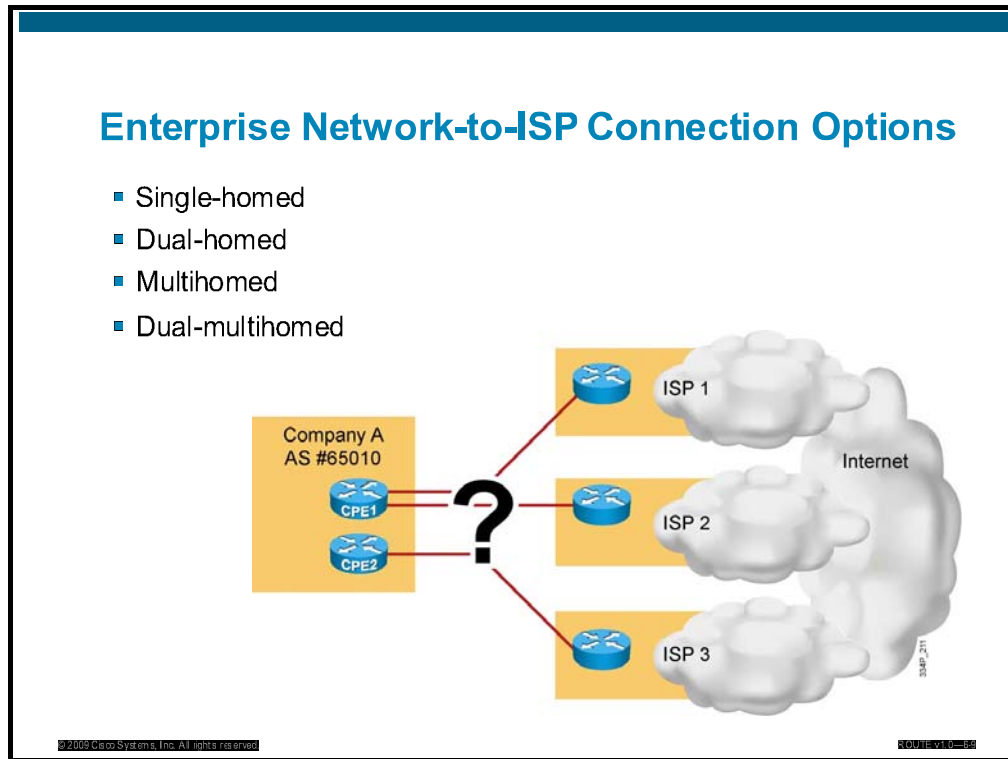 Enterprise Network-to-ISP Connection Options
Single-homed
Dual-homed
Multihomed
Dual-multihomed
Company A
AS #65010
CPE1
CPE2
?
ISP 1
ISP 2
ISP 3
Internet
334P_211
© 2009 Cisco Systems, Inc. All rights reserved.
ROUTE v1.0—6-9